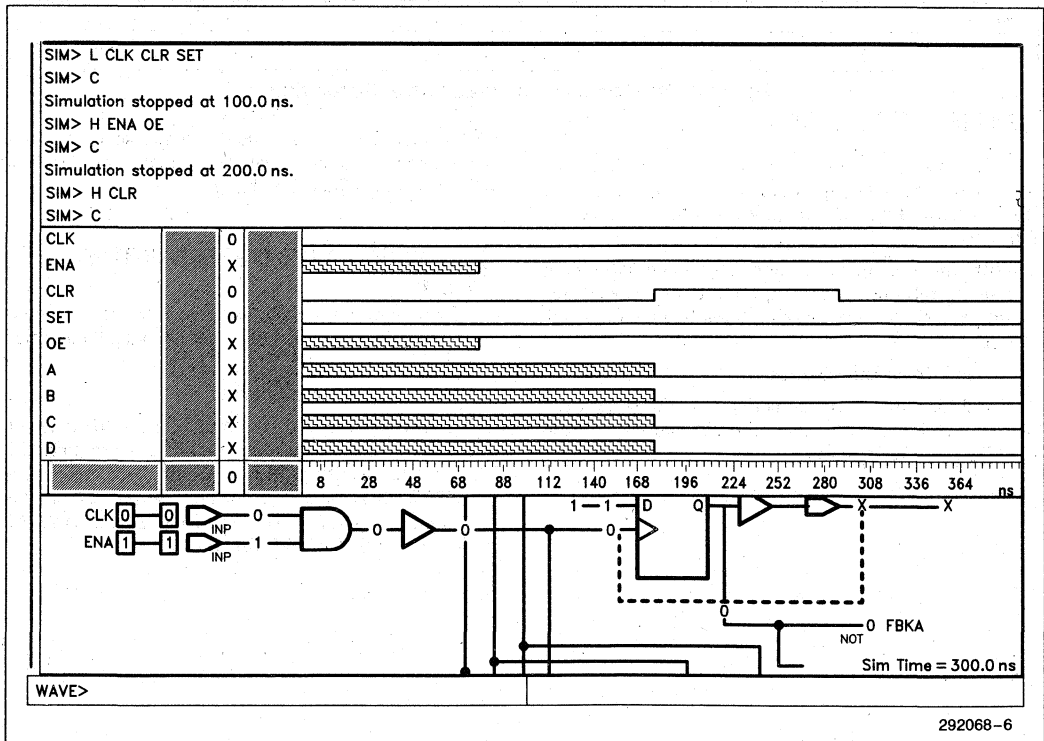 SIM> L CLK CLR SET
SIM> C
Simulation stopped at 100.0 ns.
SIM> H ENA OE
SIM> C
Simulation stopped at 200.0 ns.
SIM> H CLR
SIM> C
CLK 0
ENA X
CLR 0
SET 0
OE X
A X
B X
C X
D X
0 8 28 48 68 88 112 140 168 196 224 252 280 308 336 364 ns
CLK 0 0 INP 0 0 0 0 1 1 D Q X X
ENA 1 1 INP 1
0
0 FBKA
NOT
Sim Time = 300.0 ns
WAVE>
292068-6